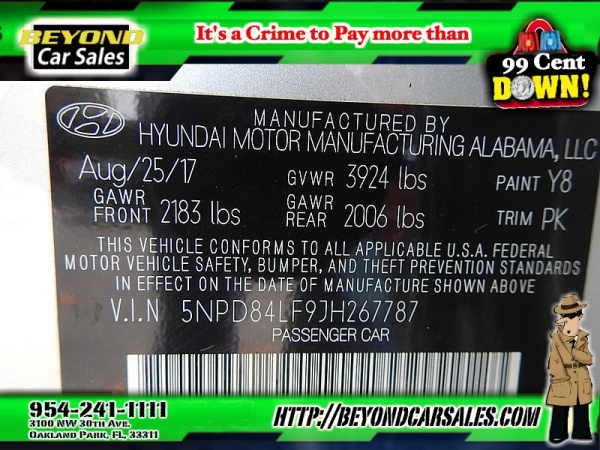 BEYOND
Car Sales
It's a Crime to Pay more than
99 Cent
DOWN!
MANUFACTURED BY
HYUNDAI MOTOR MANUFACTURING ALABAMA, LLC
Aug/25/17 GVWR 3924 lbs PAINT Y8
GAWR FRONT 2183 lbs GAWR REAR 2006 lbs TRIM PK
THIS VEHICLE CONFORMS TO ALL APPLICABLE U.S.A. FEDERAL
MOTOR VEHICLE SAFETY, BUMPER, AND THEFT PREVENTION STANDARDS
IN EFFECT ON THE DATE OF MANUFACTURE SHOWN ABOVE.
V.I.N 5NPD84LF9JH267787
PASSENGER CAR
954-241-1111
3100 NW 30th Ave.
Oakland Park, FL, 33311
HTTP://BEYONDCARSALES.COM/